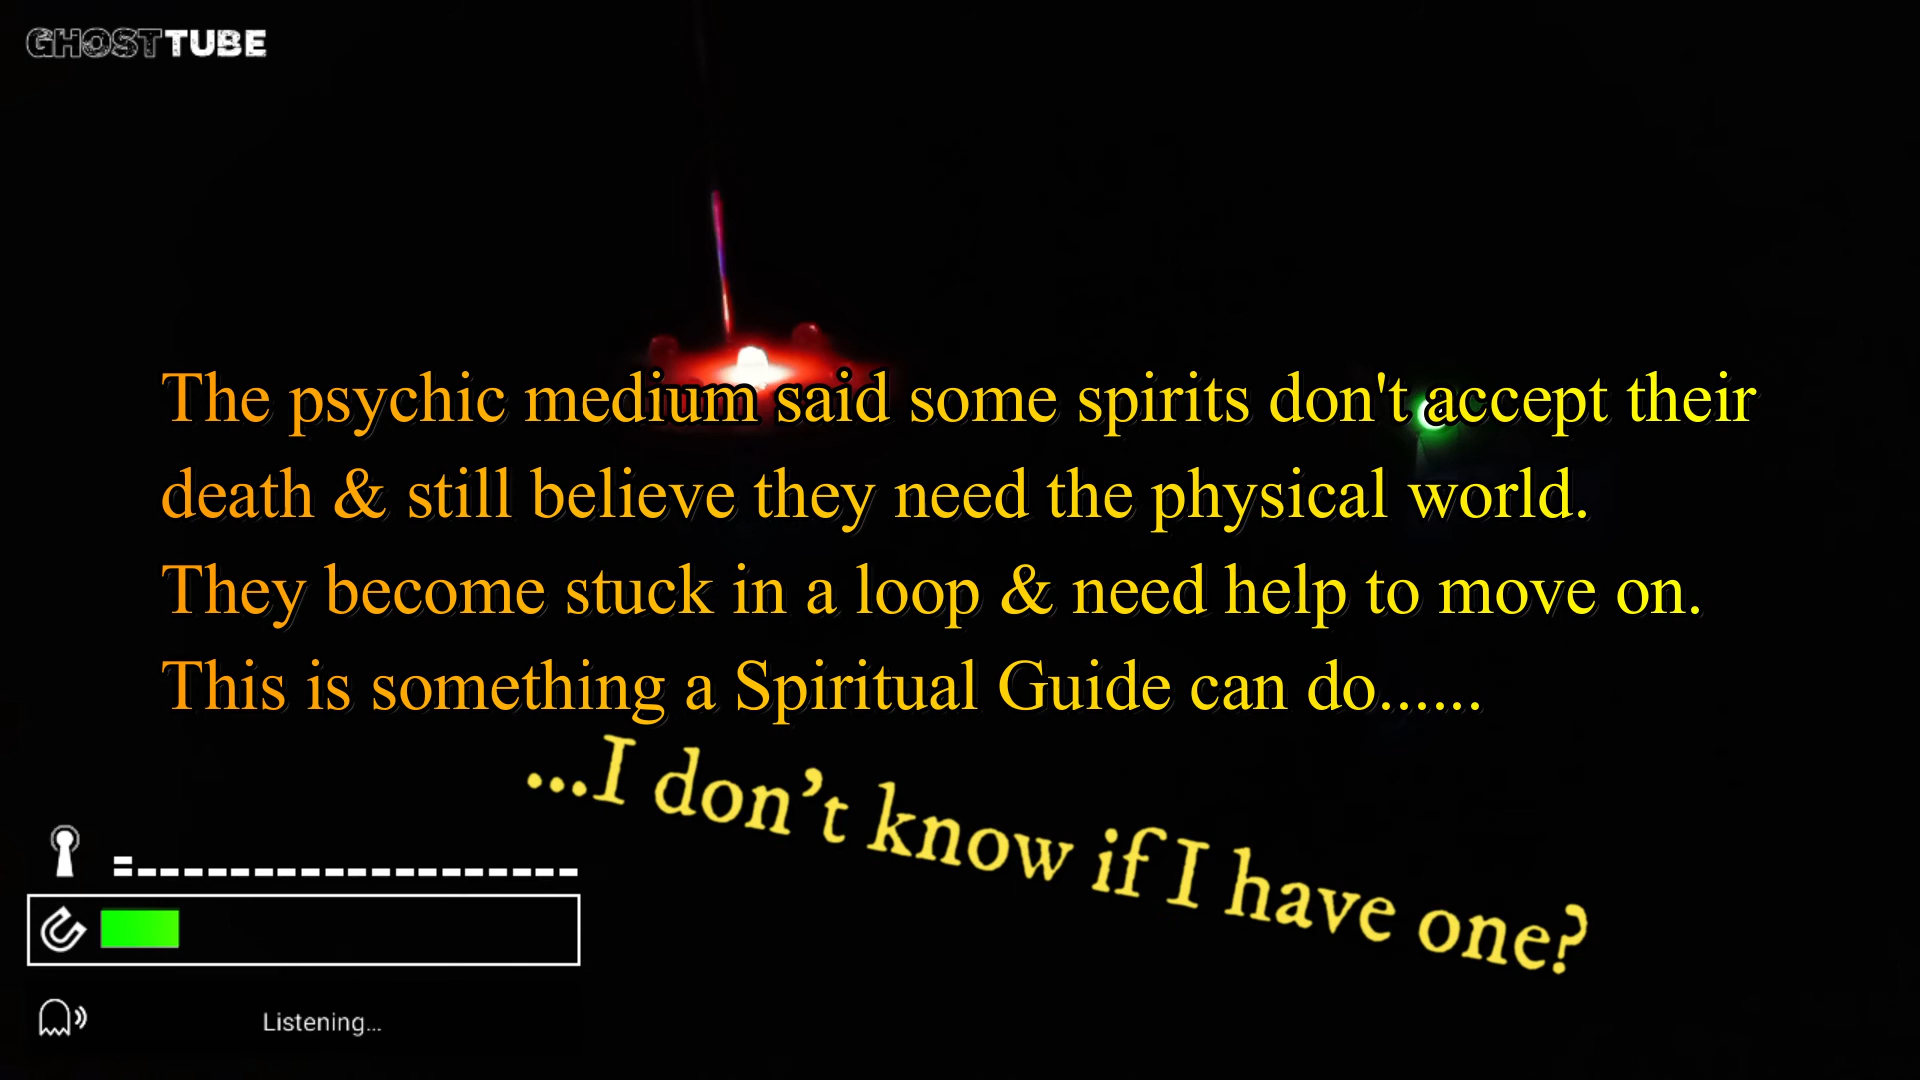 GHOSTTUBE
The psychic medium said some spirits don't accept their
death & still believe they need the physical world.
They become stuck in a loop & need help to move on.
This is something a Spiritual Guide can do......
...I don't know if I have one?
Listening...